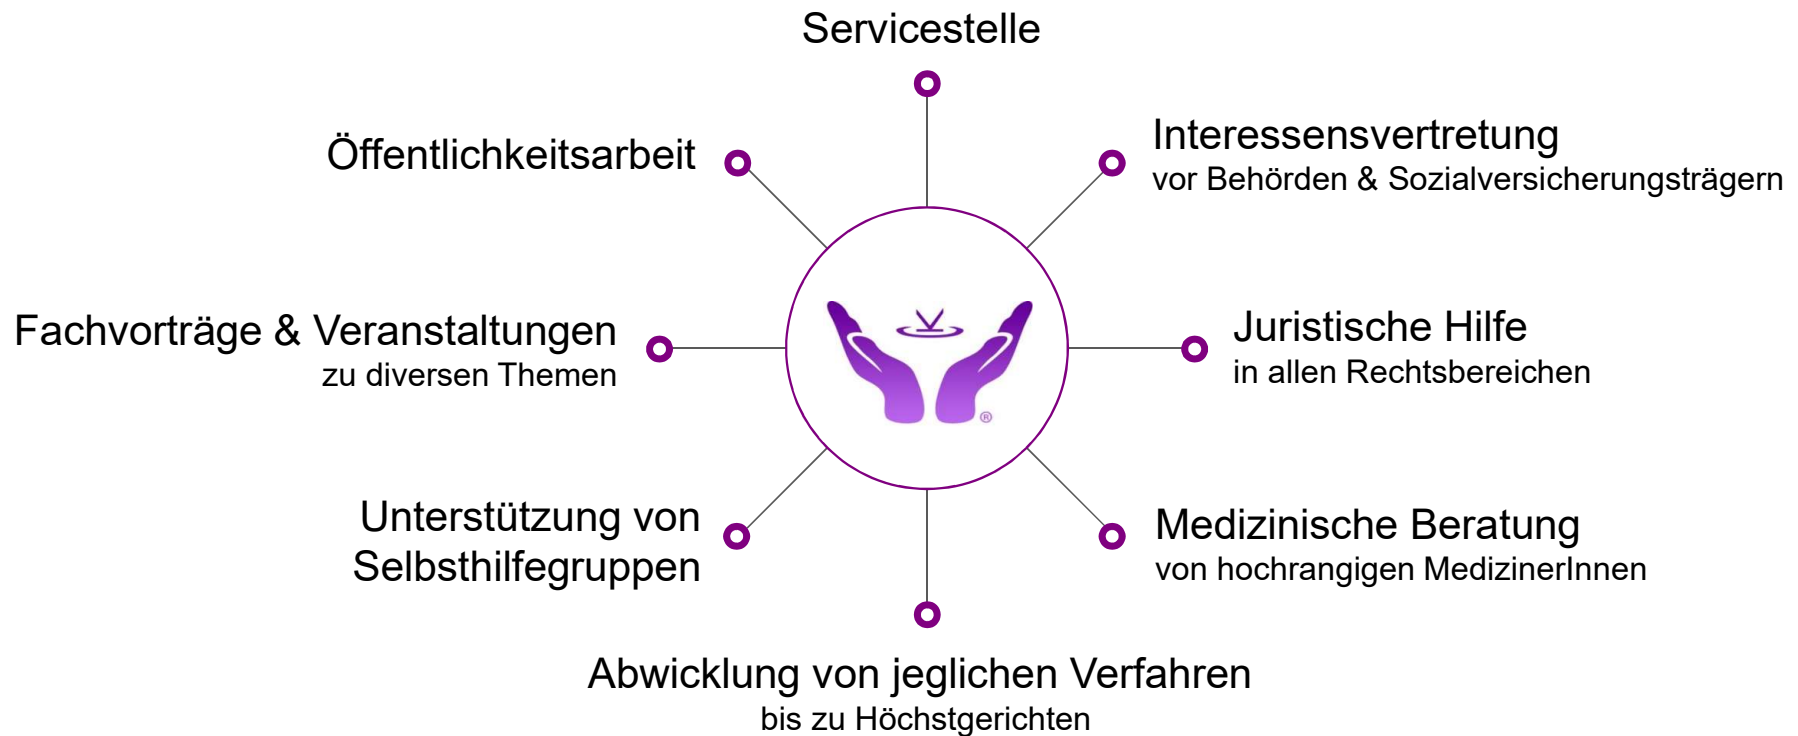 Servicestelle
Öffentlichkeitsarbeit
Interessensvertretung
vor Behörden & Sozialversicherungsträgern
Fachvorträge & Veranstaltungen
zu diversen Themen
Juristische Hilfe
in allen Rechtsbereichen
®
Unterstützung von
Selbsthilfegruppen
Medizinische Beratung
von hochrangigen MedizinerInnen
Abwicklung von jeglichen Verfahren
bis zu Höchstgerichten